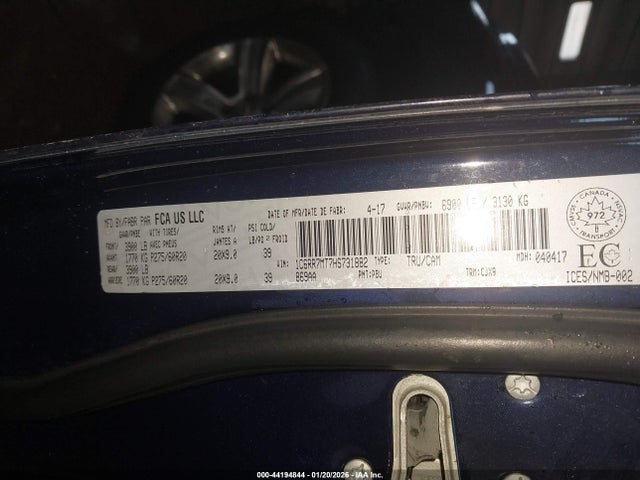 MFD BY/FABR PAR FCA US LLC
DATE OF MFR/DATE DE FABR: 4-17 GVWR/PNBV: 6900 LB / 3130 KG
GAWR/PNBE WITH TIRES/ RIMS AT/ PSI COLD/
AVEC PNEUS JANTES A LB/PO² FROID
FRONT: 3900 LB
AVANT: 1770 KG P275/60R20 20X9.0 39
REAR: 3900 LB
ARRIERE: 1770 KG P275/60R20 20X9.0 39
VIN: TYPE: TRU/CAM MDH: 040417
869AA PNT: PBU TRM: CJX9
CANADA
972
TRANSPORT
EC
ICES/NMB-002
000-44194844 | 01/20/2026 - IAA INC